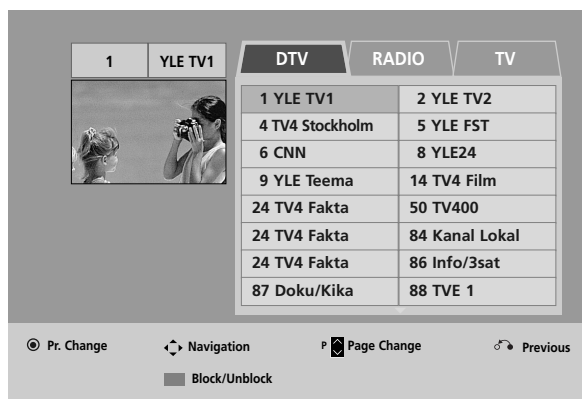 1 YLE TV1
DTV RADIO TV
1 YLE TV1 2 YLE TV2
4 TV4 Stockholm 5 YLE FST
6 CNN 8 YLE24
9 YLE Teema 14 TV4 Film
24 TV4 Fakta 50 TV400
24 TV4 Fakta 84 Kanal Lokal
24 TV4 Fakta 86 Info/3sat
87 Doku/Kika 88 TVE 1
Pr. Change Navigation P Page Change Previous
Block/Unblock